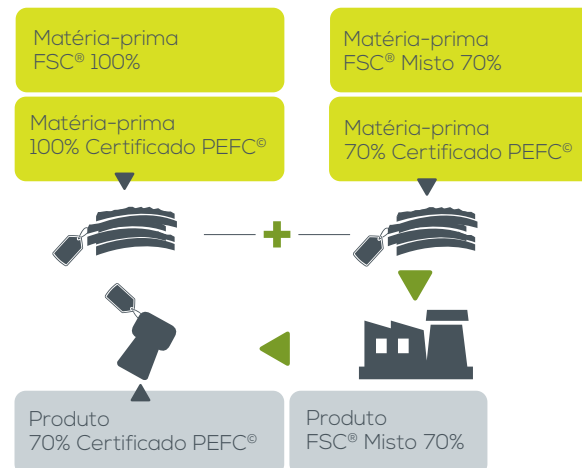 Matéria-prima
FSC® 100%
Matéria-prima
FSC® Misto 70%
Matéria-prima
100% Certificado PEFC©
Matéria-prima
70% Certificado PEFC©
Produto
70% Certificado PEFC©
Produto
FSC® Misto 70%